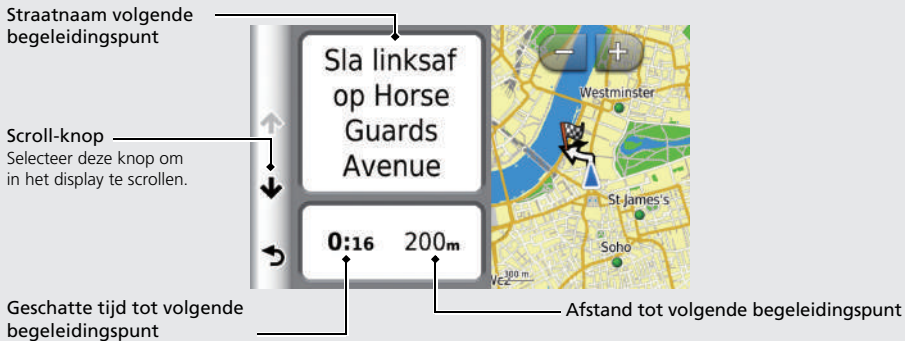 Straatnaam volgende
begeleidingspunt
Sla linksaf
op Horse
Guards
Avenue
Scroll-knop
Selecteer deze knop om
in het display te scrollen.
0:16 200m
− +
Westminster
St James's
Soho
300 m
Geschatte tijd tot volgende
begeleidingspunt
Afstand tot volgende begeleidingspunt